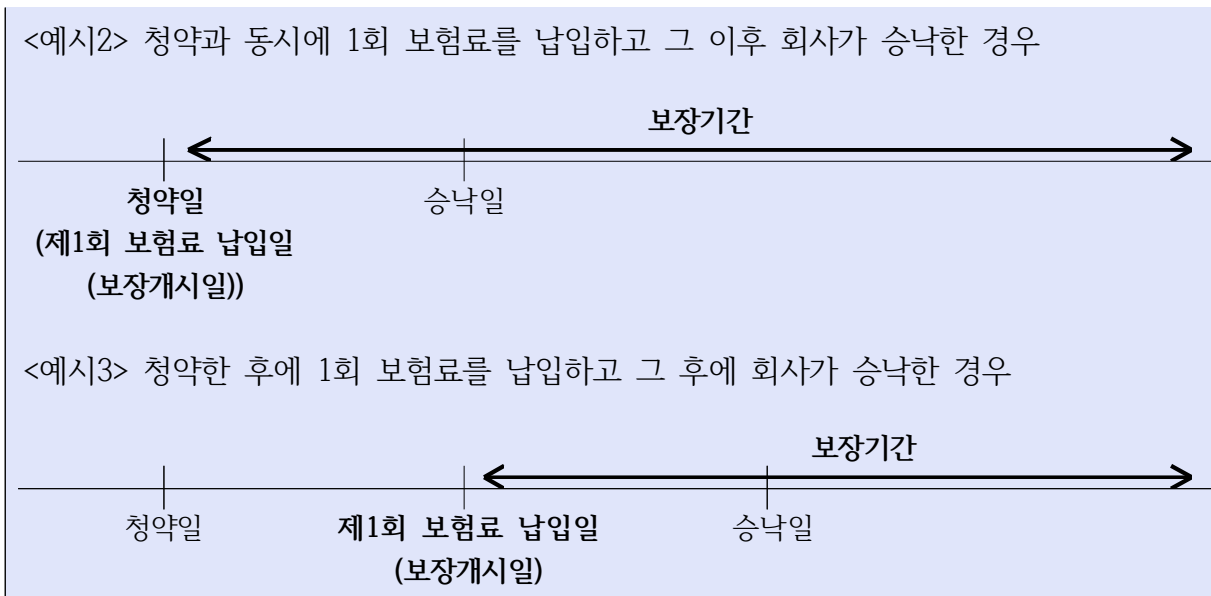 <예시2> 청약과 동시에 1회 보험료를 납입하고 그 이후 회사가 승낙한 경우
보장기간
청약일 승낙일
(제1회 보험료 납입일
(보장개시일))
<예시3> 청약한 후에 1회 보험료를 납입하고 그 후에 회사가 승낙한 경우
보장기간
청약일 제1회 보험료 납입일 승낙일
(보장개시일)